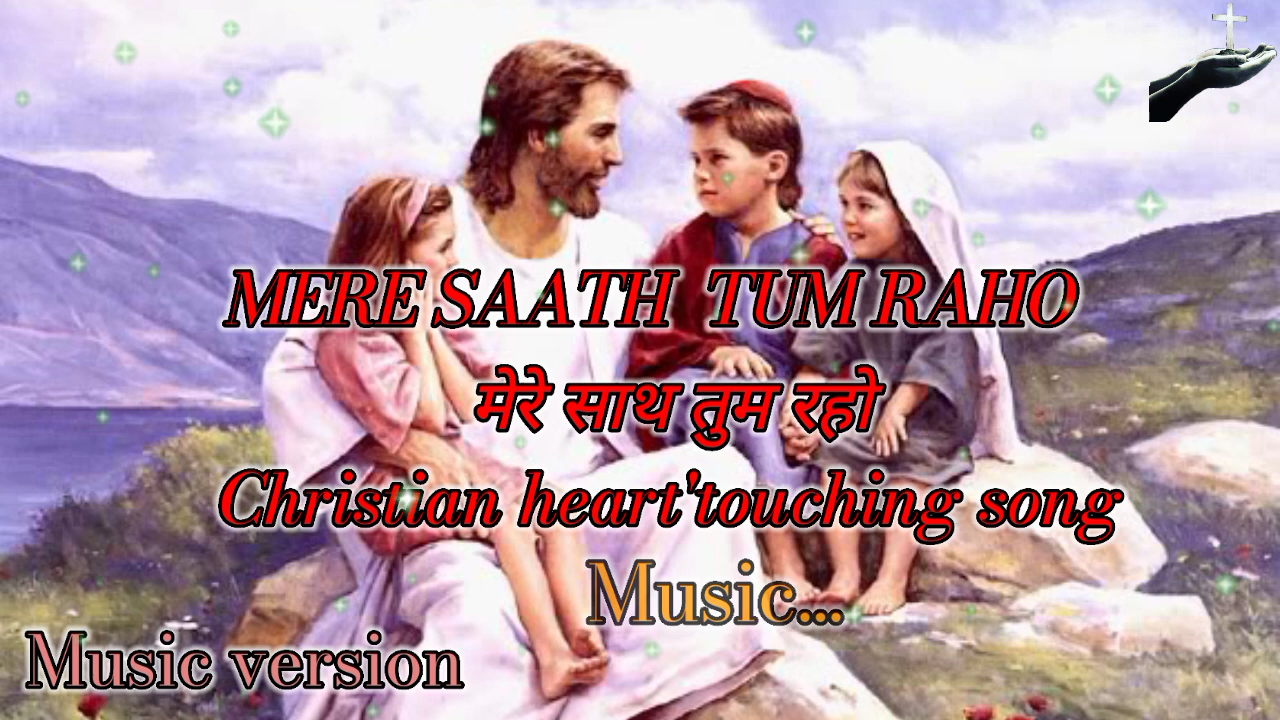 MERE SAATH TUM RAHO
मेरे साथ तुम रहो
Christian heart'touching song
Music...
Music version